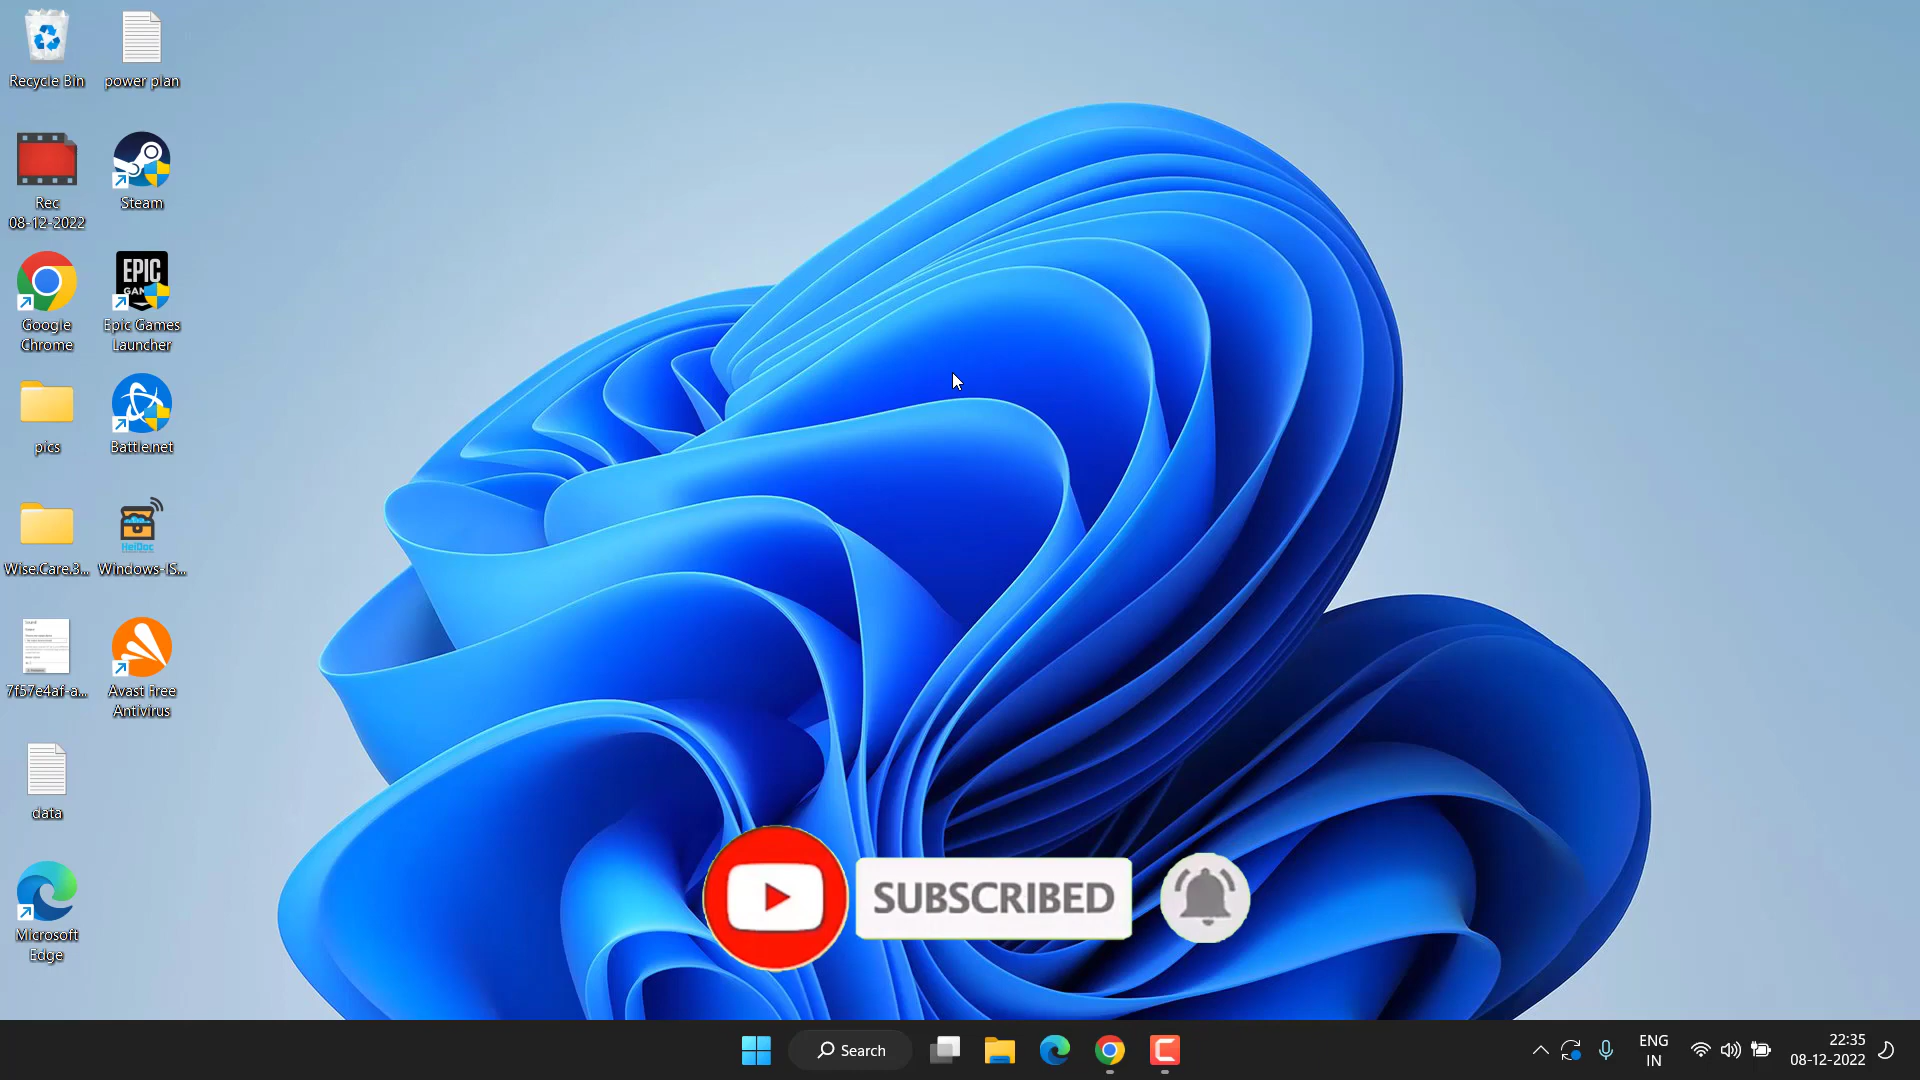 Recycle Bin
power plan
Rec
08-12-2022
Steam
Google
Chrome
EPIC
Epic Games
Launcher
pics
Battle.net
Wise.Care.3...
HeiDoc
Windows-IS...
7f57e4af-a...
Avast Free
Antivirus
data
Microsoft
Edge
SUBSCRIBED
Search
ENG
IN
22:35
08-12-2022